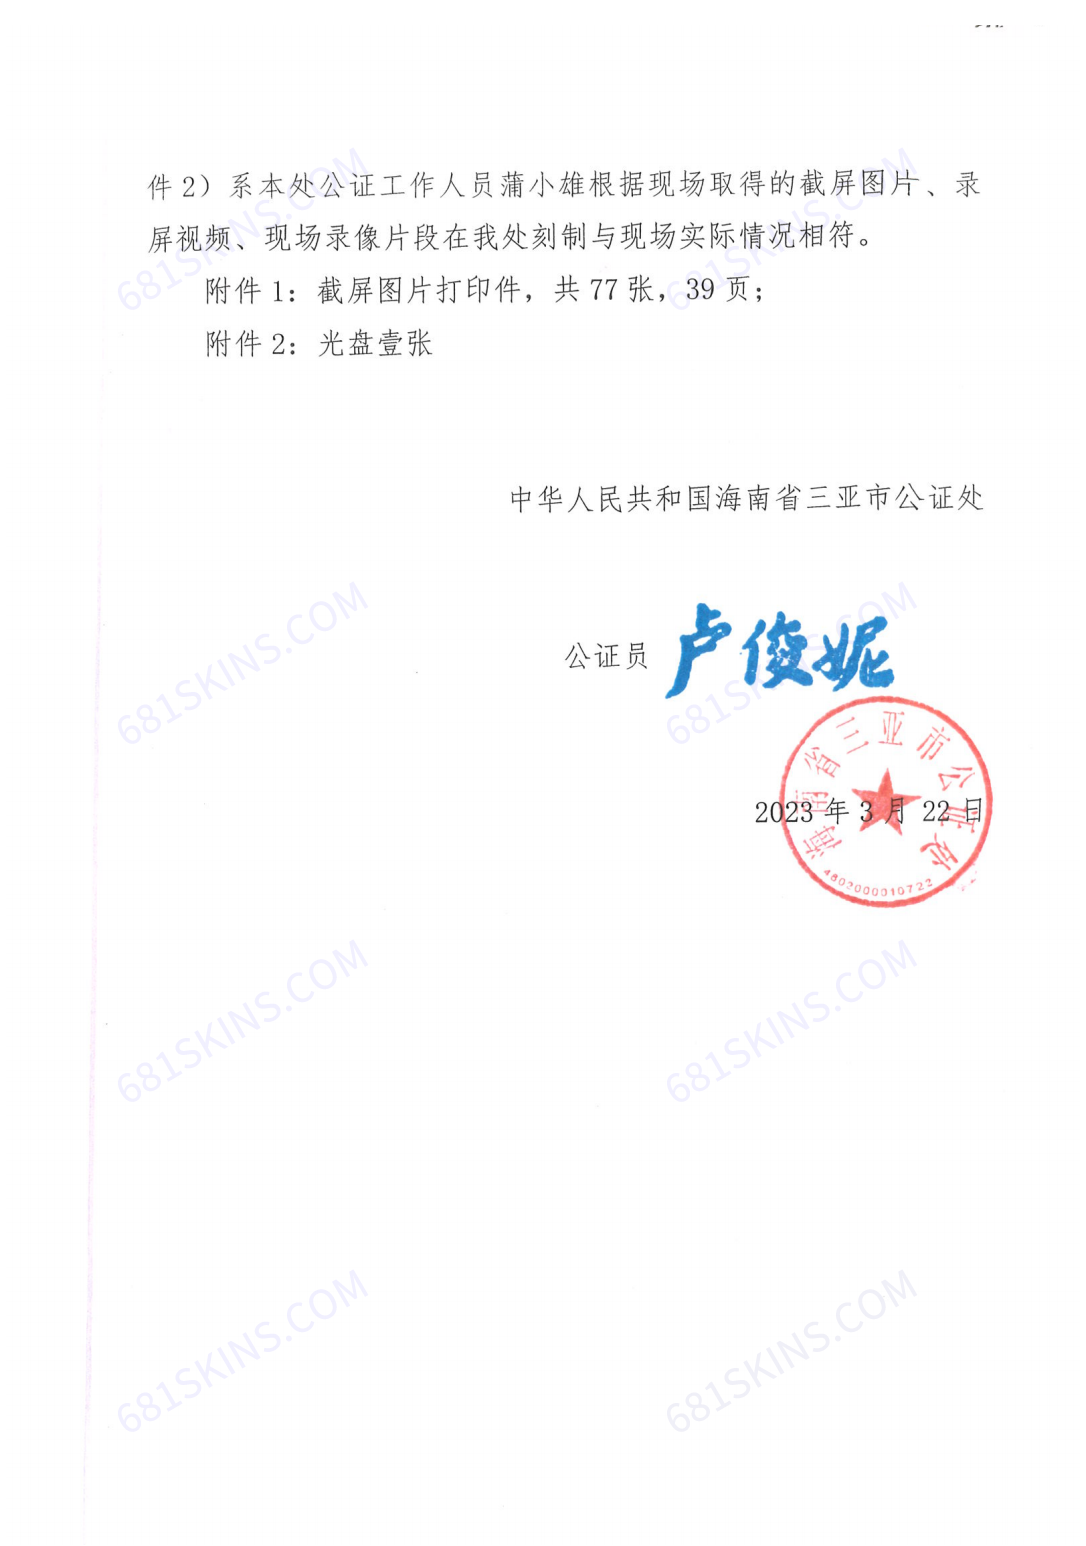 件 2）系本处公证工作人员蒲小雄根据现场取得的截屏图片、录
屏视频、现场录像片段在我处刻制与现场实际情况相符。
附件 1：截屏图片打印件，共 77 张，39 页；
附件 2：光盘壹张
中华人民共和国海南省三亚市公证处
公证员 卢俊妮
海南省三亚市公证处
2023 年 3 月 22 日
4602000010722
681SKINS.COM
681SKINS.COM
681SKINS.COM
681SKINS.COM
681SKINS.COM
681SKINS.COM
681SKINS.COM
681SKINS.COM